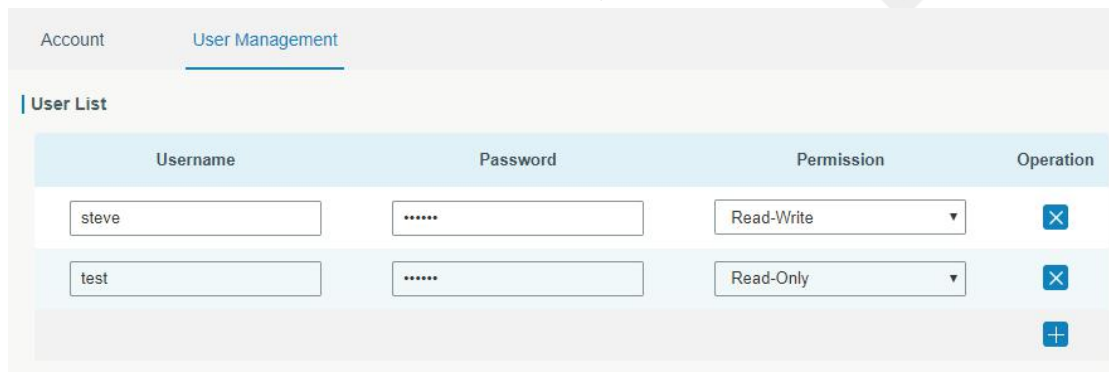 Account User Management
User List
Username Password Permission Operation
steve •••••• Read-Write
test •••••• Read-Only